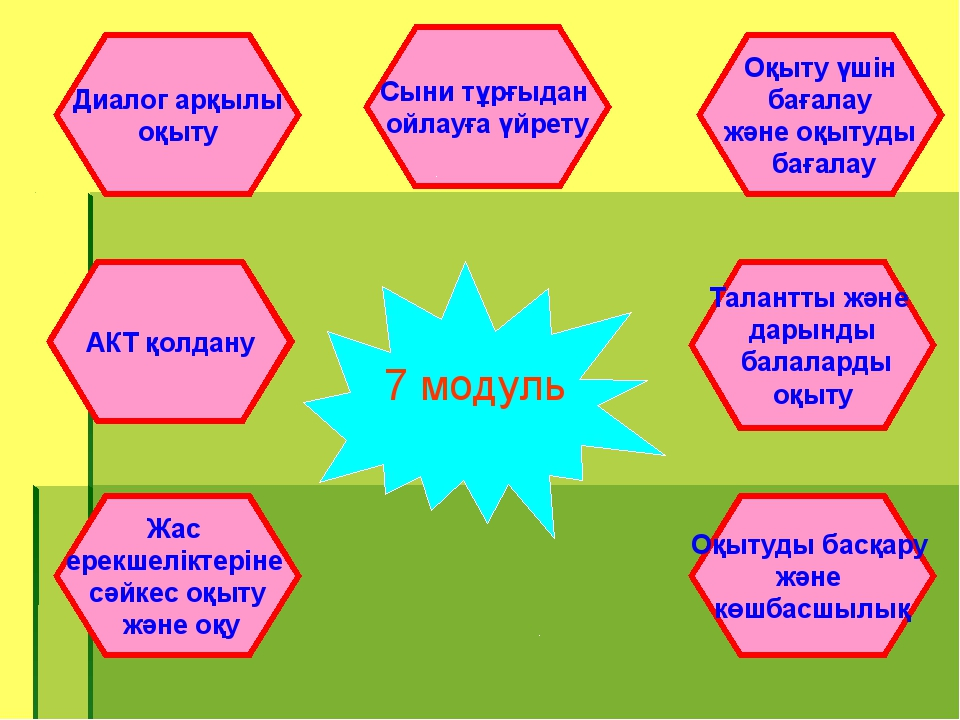 Диалог арқылы
оқыту
Сыни тұрғыдан
ойлауға үйрету
Оқыту үшін
бағалау
және оқытуды
бағалау
АКТ қолдану
7 модуль
Талантты және
дарынды
балаларды
оқыту
Жас
ерекшеліктеріне
сәйкес оқыту
және оқу
Оқытуды басқару
және
көшбасшылық